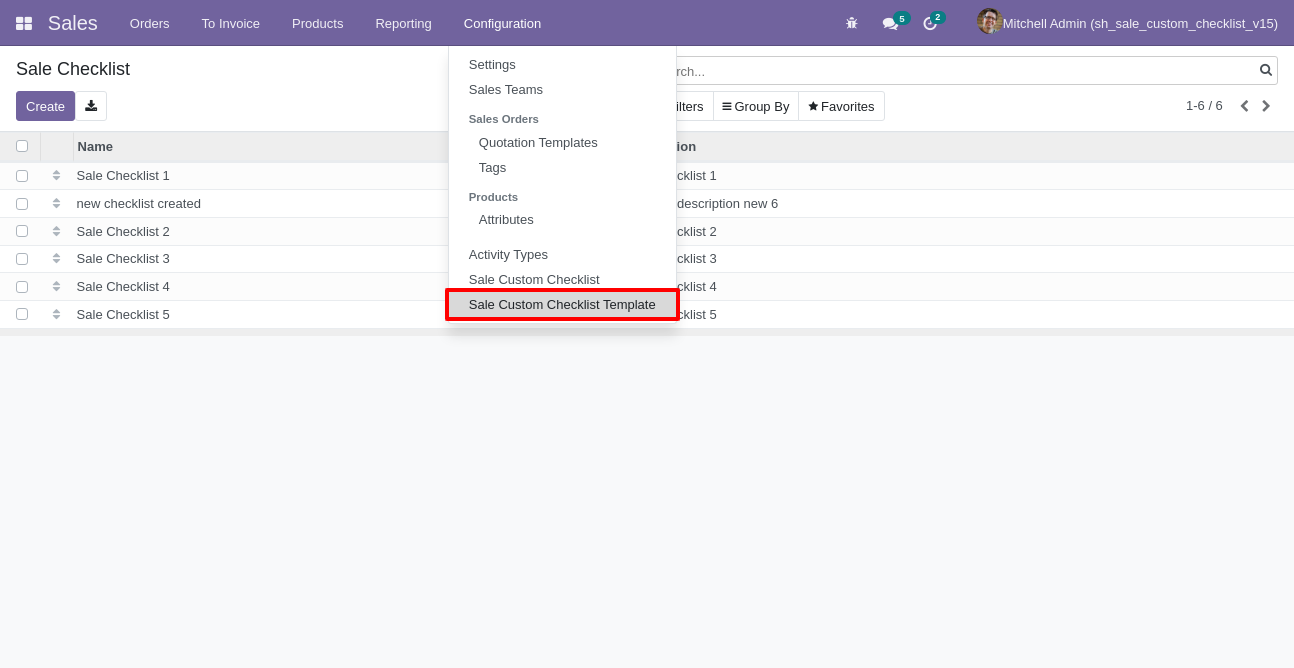 Sales Orders To Invoice Products Reporting Configuration 5 2 Mitchell Admin (sh_sale_custom_checklist_v15)
Sale Checklist
Create
Settings
Sales Teams
Sales Orders
Quotation Templates
Tags
Products
Attributes
Activity Types
Sale Custom Checklist
Sale Custom Checklist Template
rch...
ilters Group By Favorites 1-6 / 6
Name ion
Sale Checklist 1 cklist 1
new checklist created description new 6
Sale Checklist 2 cklist 2
Sale Checklist 3 cklist 3
Sale Checklist 4 cklist 4
Sale Checklist 5 cklist 5